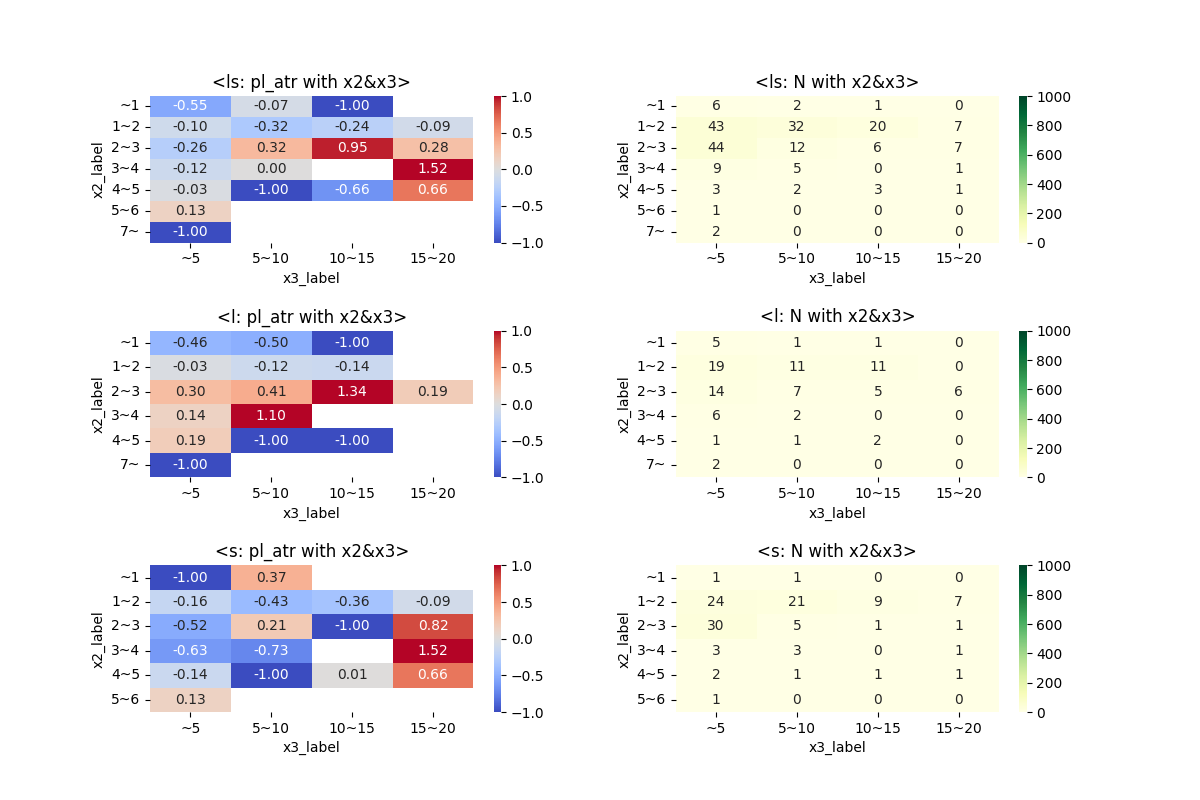 <ls: pl_atr with x2&x3>
x2_label
~1 -0.55 -0.07 -1.00
1~2 -0.10 -0.32 -0.24 -0.09
2~3 -0.26 0.32 0.95 0.28
3~4 -0.12 0.00 1.52
4~5 -0.03 -1.00 -0.66 0.66
5~6 0.13
7~ -1.00
~5 5~10 10~15 15~20
x3_label
1.0
0.5
0.0
−0.5
−1.0
<ls: N with x2&x3>
x2_label
~1 6 2 1 0
1~2 43 32 20 7
2~3 44 12 6 7
3~4 9 5 0 1
4~5 3 2 3 1
5~6 1 0 0 0
7~ 2 0 0 0
~5 5~10 10~15 15~20
x3_label
1000
800
600
400
200
0
<l: pl_atr with x2&x3>
x2_label
~1 -0.46 -0.50 -1.00
1~2 -0.03 -0.12 -0.14
2~3 0.30 0.41 1.34 0.19
3~4 0.14 1.10
4~5 0.19 -1.00 -1.00
7~ -1.00
~5 5~10 10~15 15~20
x3_label
1.0
0.5
0.0
−0.5
−1.0
<l: N with x2&x3>
x2_label
~1 5 1 1 0
1~2 19 11 11 0
2~3 14 7 5 6
3~4 6 2 0 0
4~5 1 1 2 0
7~ 2 0 0 0
~5 5~10 10~15 15~20
x3_label
1000
800
600
400
200
0
<s: pl_atr with x2&x3>
x2_label
~1 -1.00 0.37
1~2 -0.16 -0.43 -0.36 -0.09
2~3 -0.52 0.21 -1.00 0.82
3~4 -0.63 -0.73 1.52
4~5 -0.14 -1.00 0.01 0.66
5~6 0.13
~5 5~10 10~15 15~20
x3_label
1.0
0.5
0.0
−0.5
−1.0
<s: N with x2&x3>
x2_label
~1 1 1 0 0
1~2 24 21 9 7
2~3 30 5 1 1
3~4 3 3 0 1
4~5 2 1 1 1
5~6 1 0 0 0
~5 5~10 10~15 15~20
x3_label
1000
800
600
400
200
0